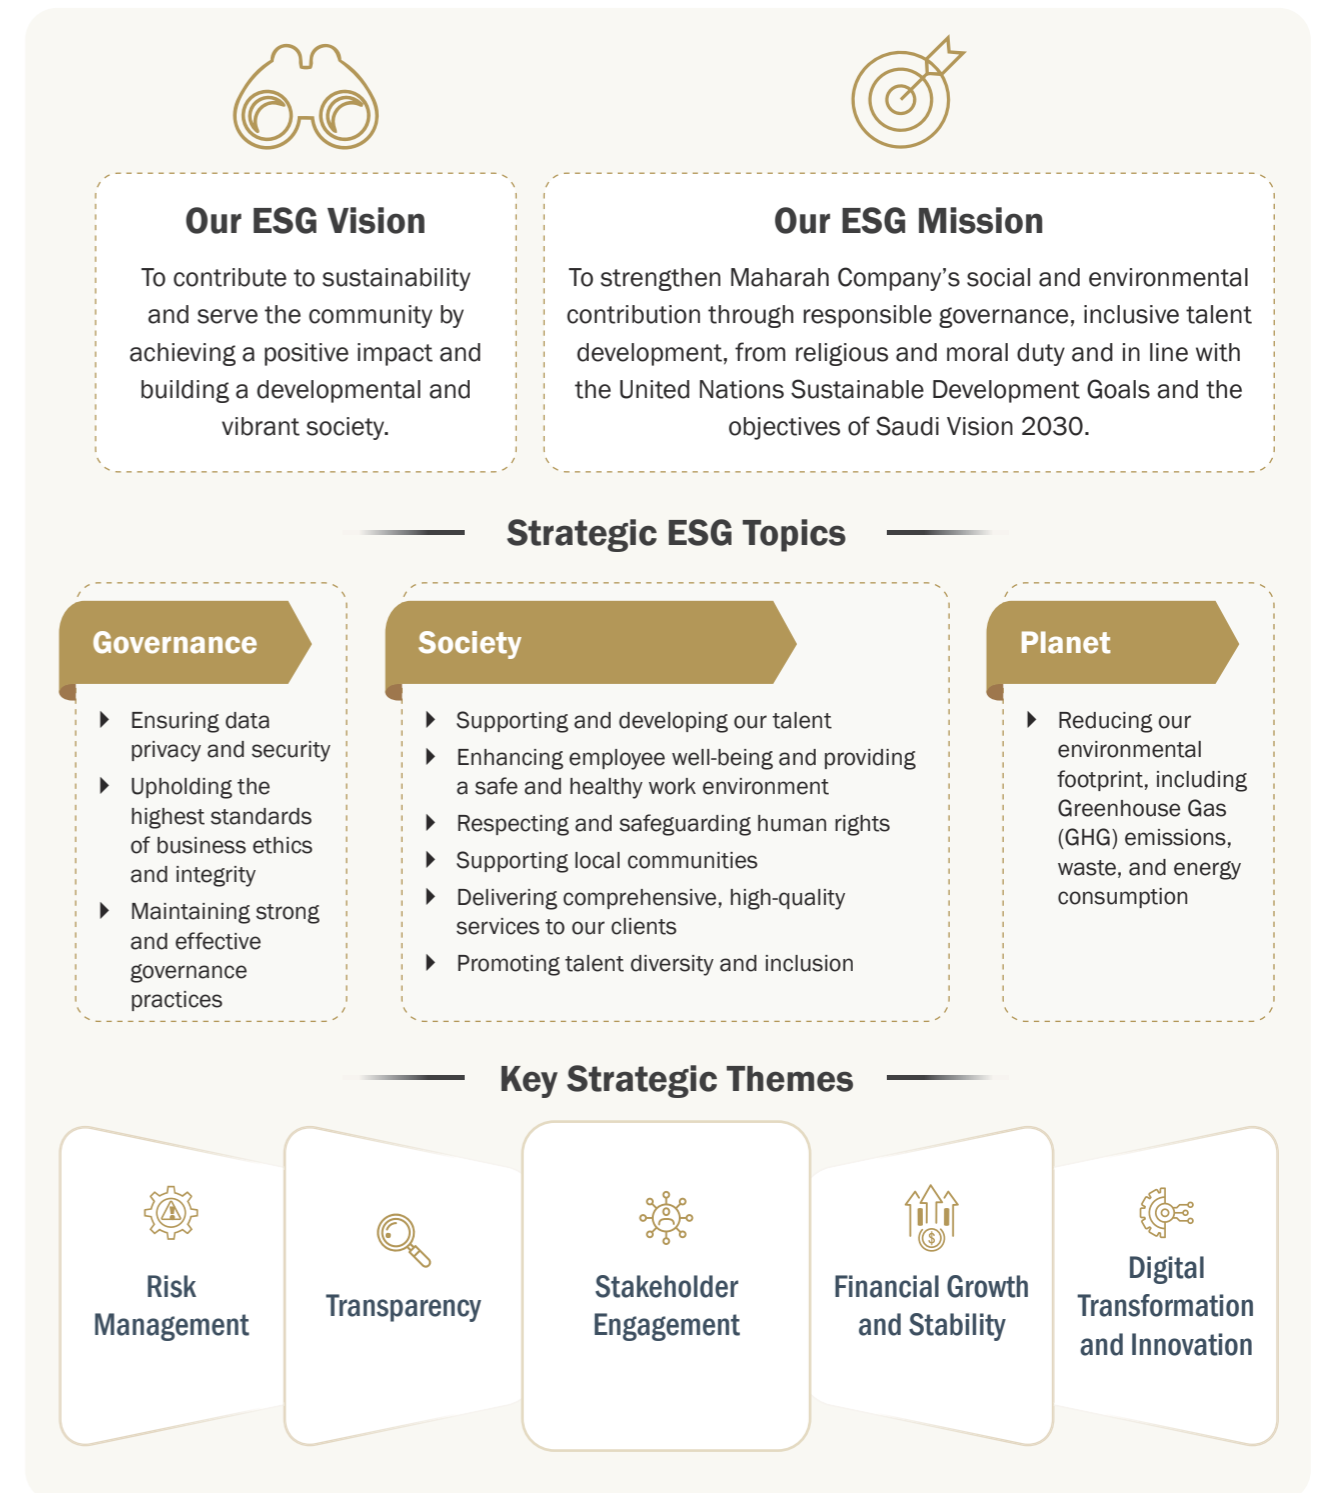 Our ESG Vision
To contribute to sustainability
and serve the community by
achieving a positive impact and
building a developmental and
vibrant society.
Our ESG Mission
To strengthen Maharah Company's social and environmental
contribution through responsible governance, inclusive talent
development, from religious and moral duty and in line with
the United Nations Sustainable Development Goals and the
objectives of Saudi Vision 2030.
Strategic ESG Topics
Governance
Ensuring data
privacy and security
Upholding the
highest standards
of business ethics
and integrity
Maintaining strong
and effective
governance
practices
Society
Supporting and developing our talent
Enhancing employee well-being and providing
a safe and healthy work environment
Respecting and safeguarding human rights
Supporting local communities
Delivering comprehensive, high-quality
services to our clients
Promoting talent diversity and inclusion
Planet
Reducing our
environmental
footprint, including
Greenhouse Gas
(GHG) emissions,
waste, and energy
consumption
Key Strategic Themes
Risk
Management
Transparency
Stakeholder
Engagement
Financial Growth
and Stability
Digital
Transformation
and Innovation